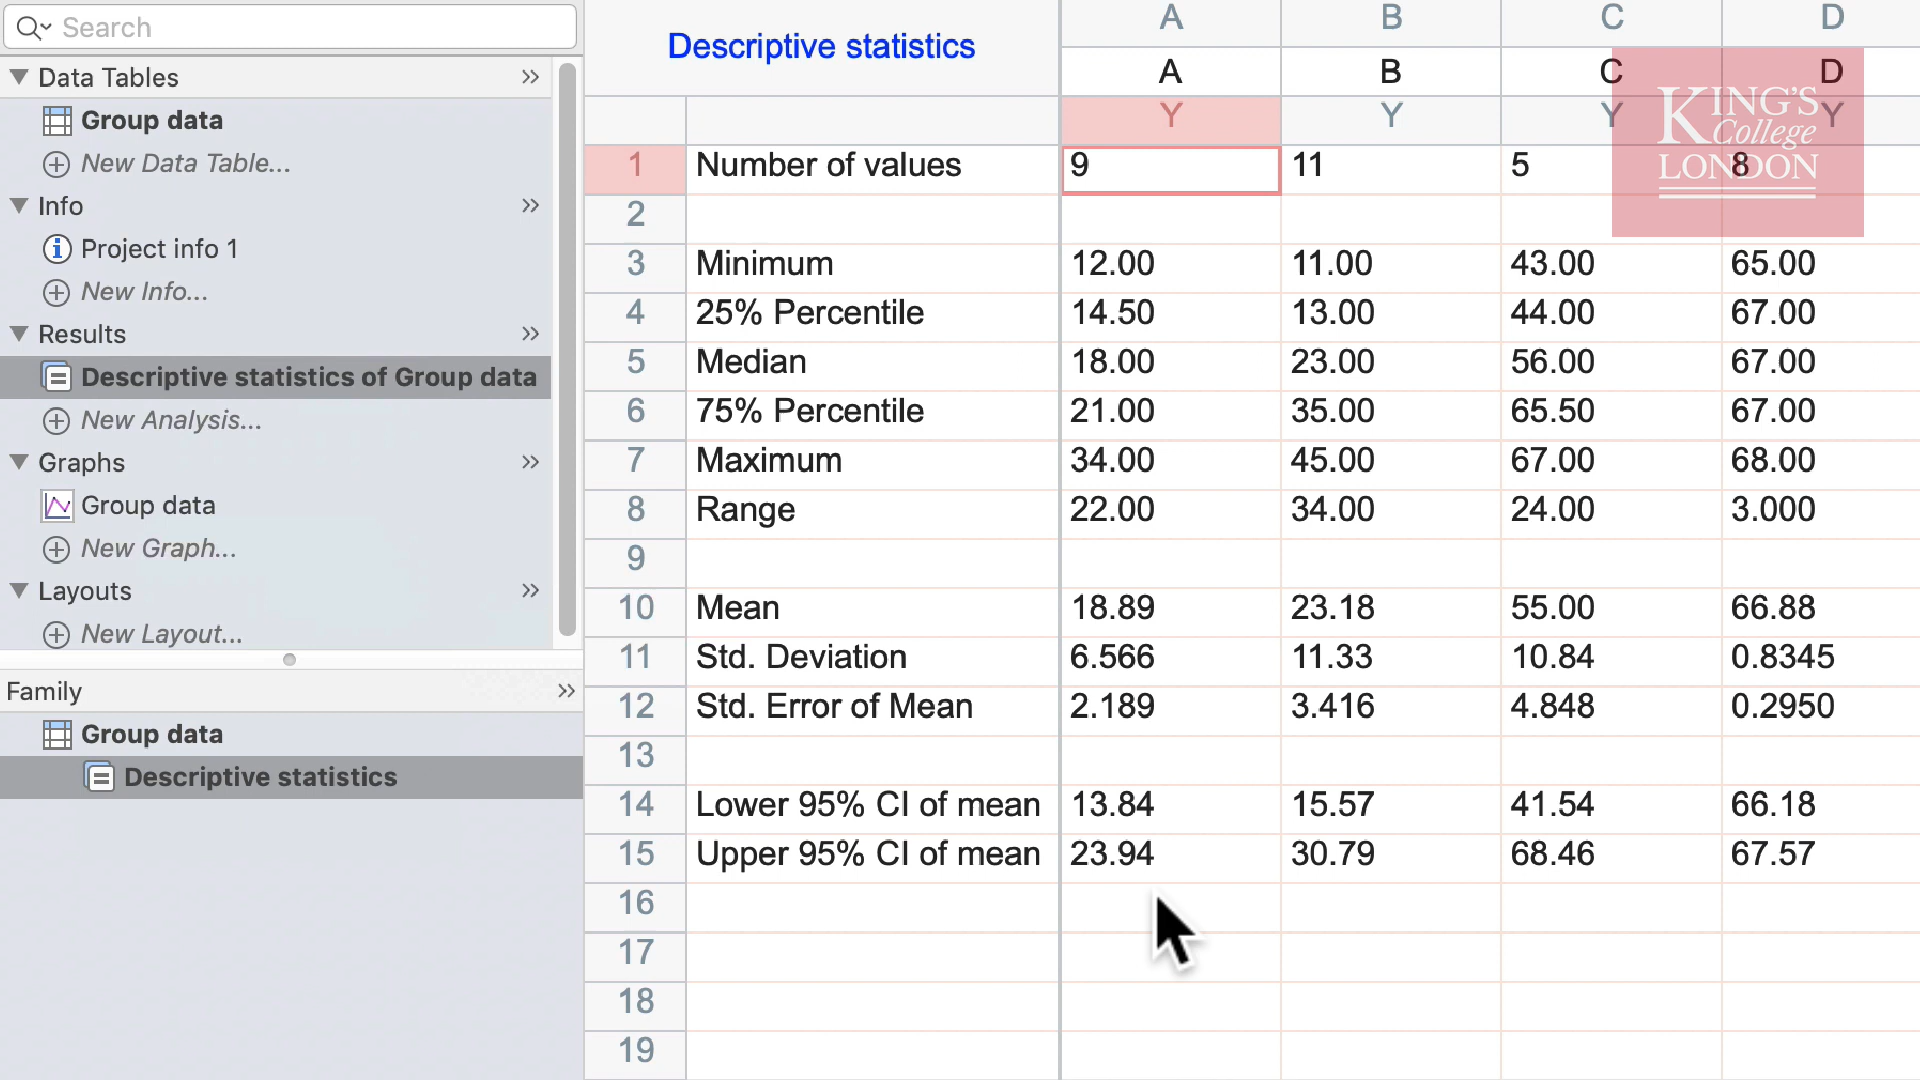 Search
Data Tables
Group data
New Data Table...
Info
Project info 1
New Info...
Results
Descriptive statistics of Group data
New Analysis...
Graphs
Group data
New Graph...
Layouts
New Layout...
Family
Group data
Descriptive statistics
Descriptive statistics
A B C D
A B C D
Y Y Y Y
KING'S
College
LONDON
1 Number of values 9 11 5 8
2
3 Minimum 12.00 11.00 43.00 65.00
4 25% Percentile 14.50 13.00 44.00 67.00
5 Median 18.00 23.00 56.00 67.00
6 75% Percentile 21.00 35.00 65.50 67.00
7 Maximum 34.00 45.00 67.00 68.00
8 Range 22.00 34.00 24.00 3.000
9
10 Mean 18.89 23.18 55.00 66.88
11 Std. Deviation 6.566 11.33 10.84 0.8345
12 Std. Error of Mean 2.189 3.416 4.848 0.2950
13
14 Lower 95% CI of mean 13.84 15.57 41.54 66.18
15 Upper 95% CI of mean 23.94 30.79 68.46 67.57
16
17
18
19